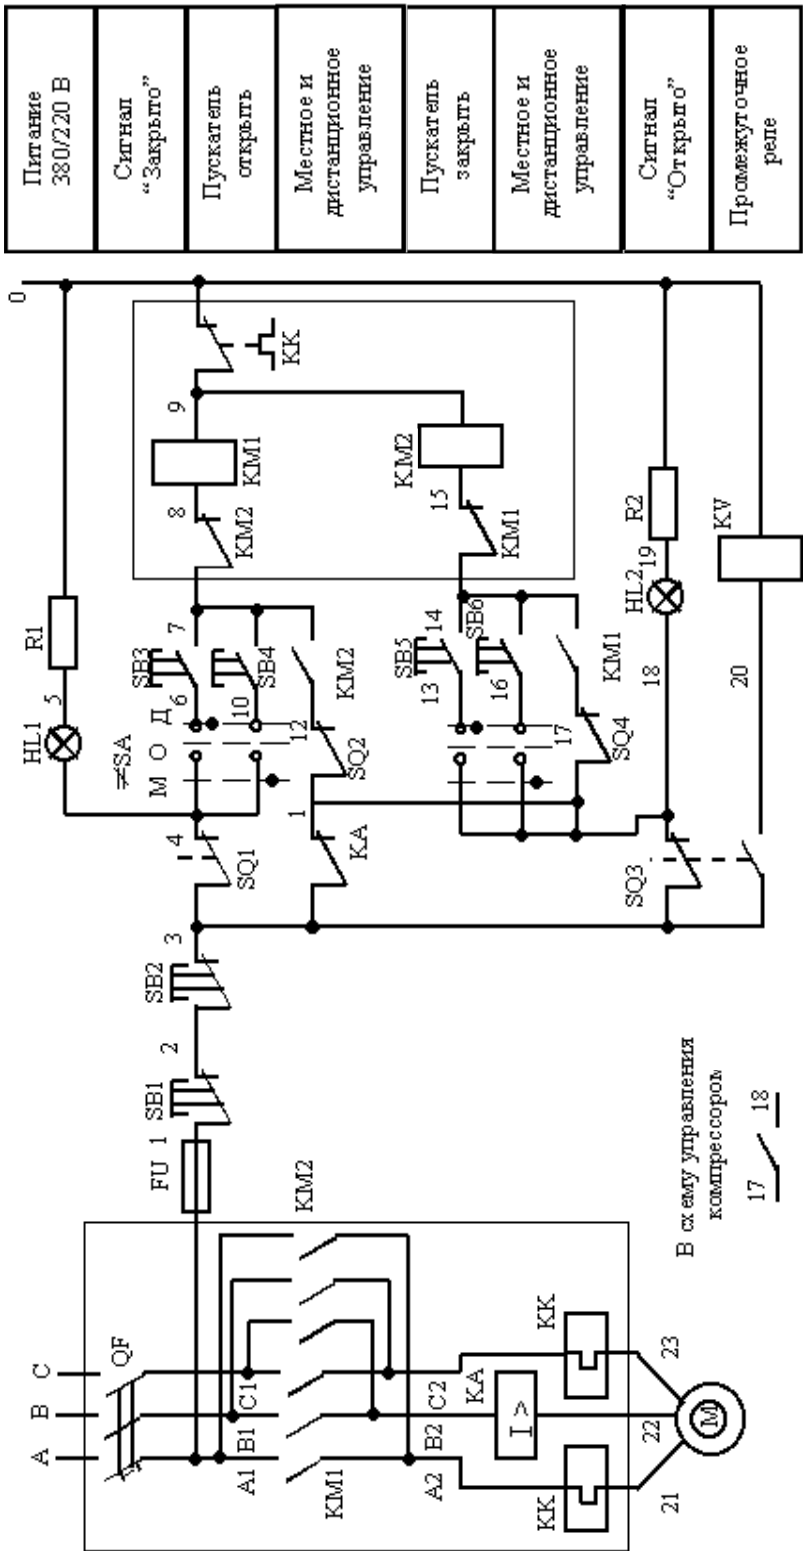 Питание
380/220 В
Сигнал
“Закрыто”
Пускатель
открыть
Местное и
дистанционное
управление
Пускатель
закрыть
Местное и
дистанционное
управление
Сигнал
“Открыто”
Промежуточное
реле
0
R1
5
HL1
KK
9
KM1
8
KM2
KM2
15
KM1
R2
19
HL2
KV
20
18
7
SB3
6
SB4
10
KM2
12
SQ2
≠SA
М О Д
4
SQ1
1
KA
14
SB5
13
SB6
16
KM1
17
SQ4
SQ3
3
SB2
2
SB1
1
FU
A
B
C
QF
A1
B1
C1
KM1
KM2
A2
B2
C2
KA
I >
KK
KK
21
22
23
M
В схему управления
компрессором
17
18